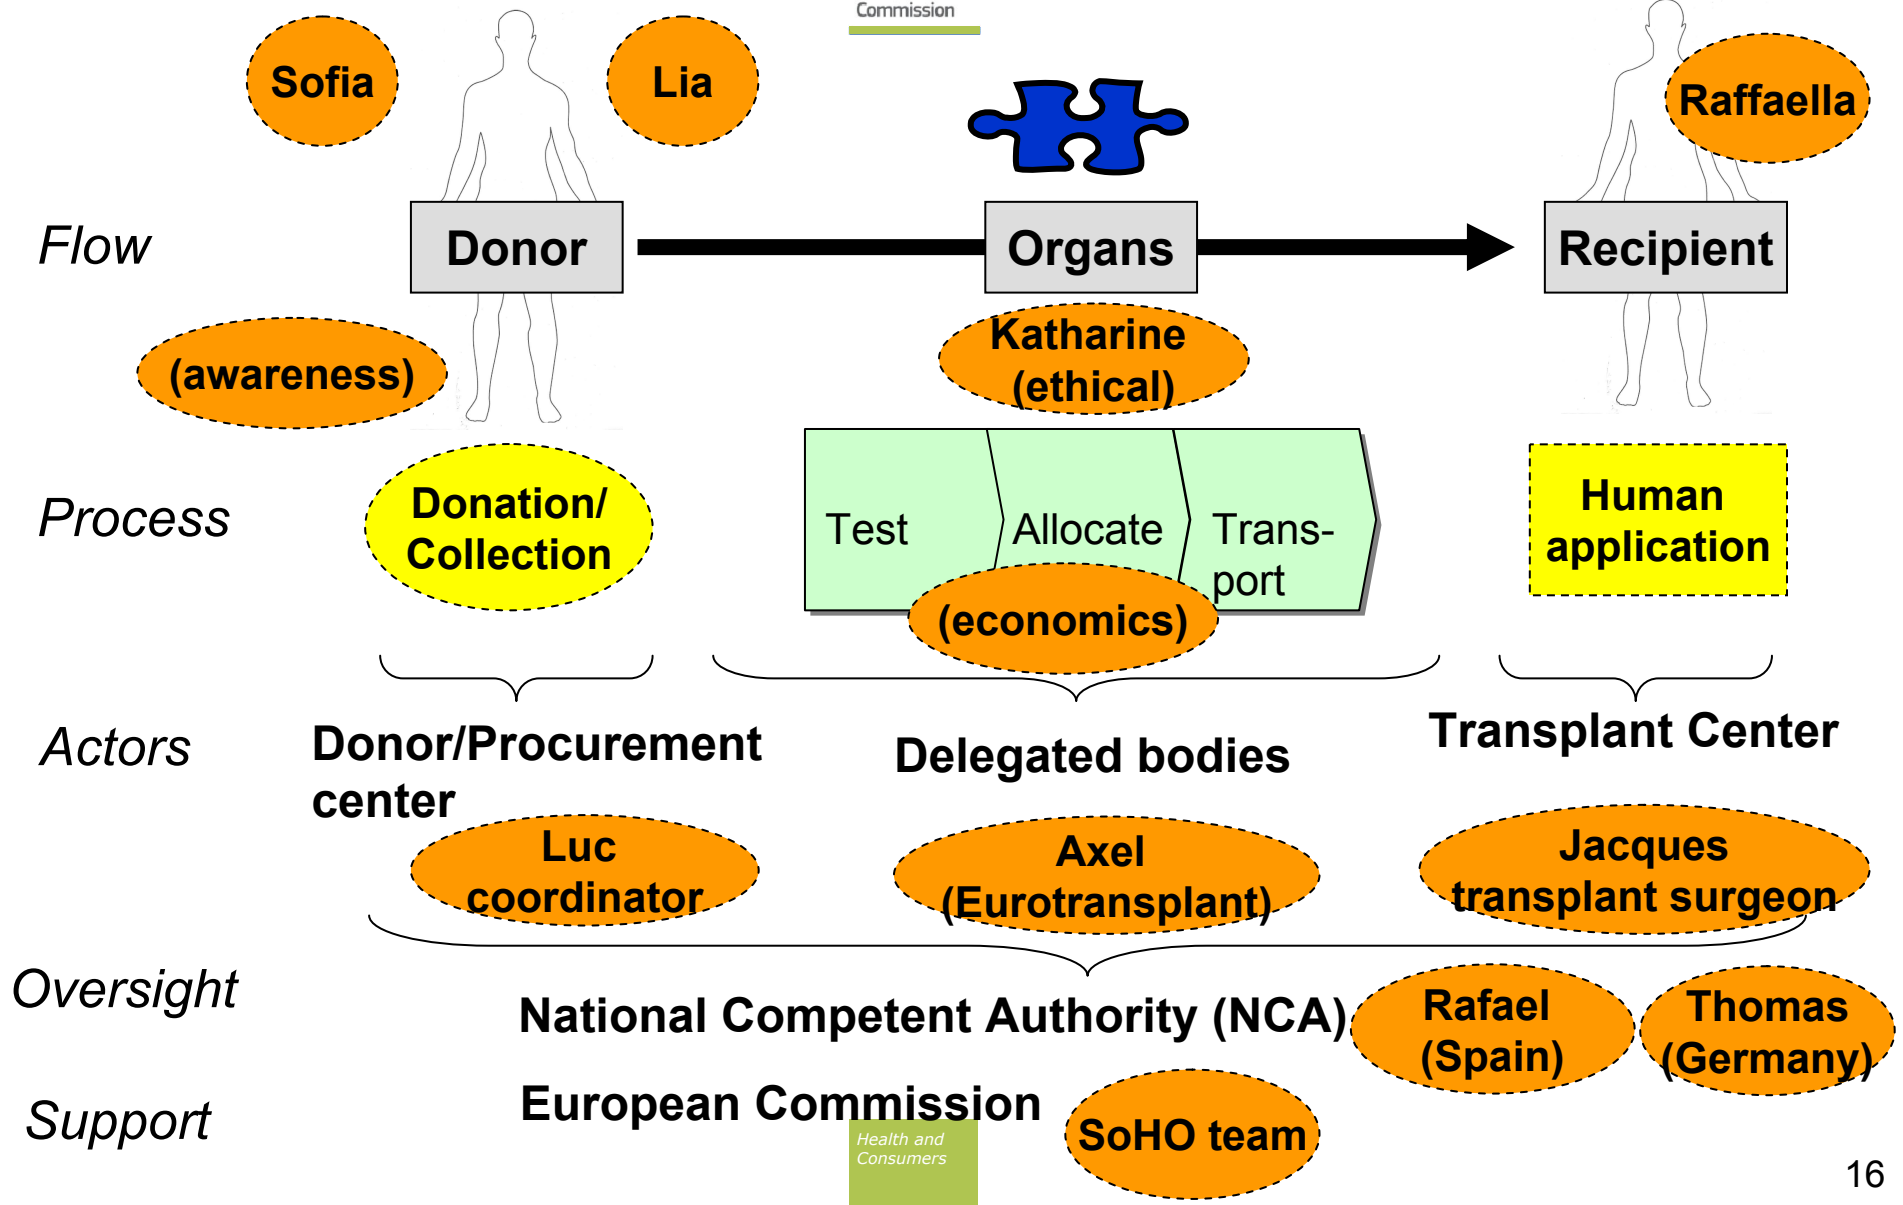 Commission
Sofia
Lia
Raffaella
Flow
Donor
Organs
Recipient
Katharine
(ethical)
(awareness)
Process
Donation/
Collection
Test
Allocate
Trans-
port
Human
application
(economics)
Actors
Donor/Procurement
center
Delegated bodies
Transplant Center
Luc
coordinator
Axel
(Eurotransplant)
Jacques
transplant surgeon
Oversight
National Competent Authority (NCA)
Rafael
(Spain)
Thomas
(Germany)
Support
European Commission
SoHO team
Health and
Consumers
16